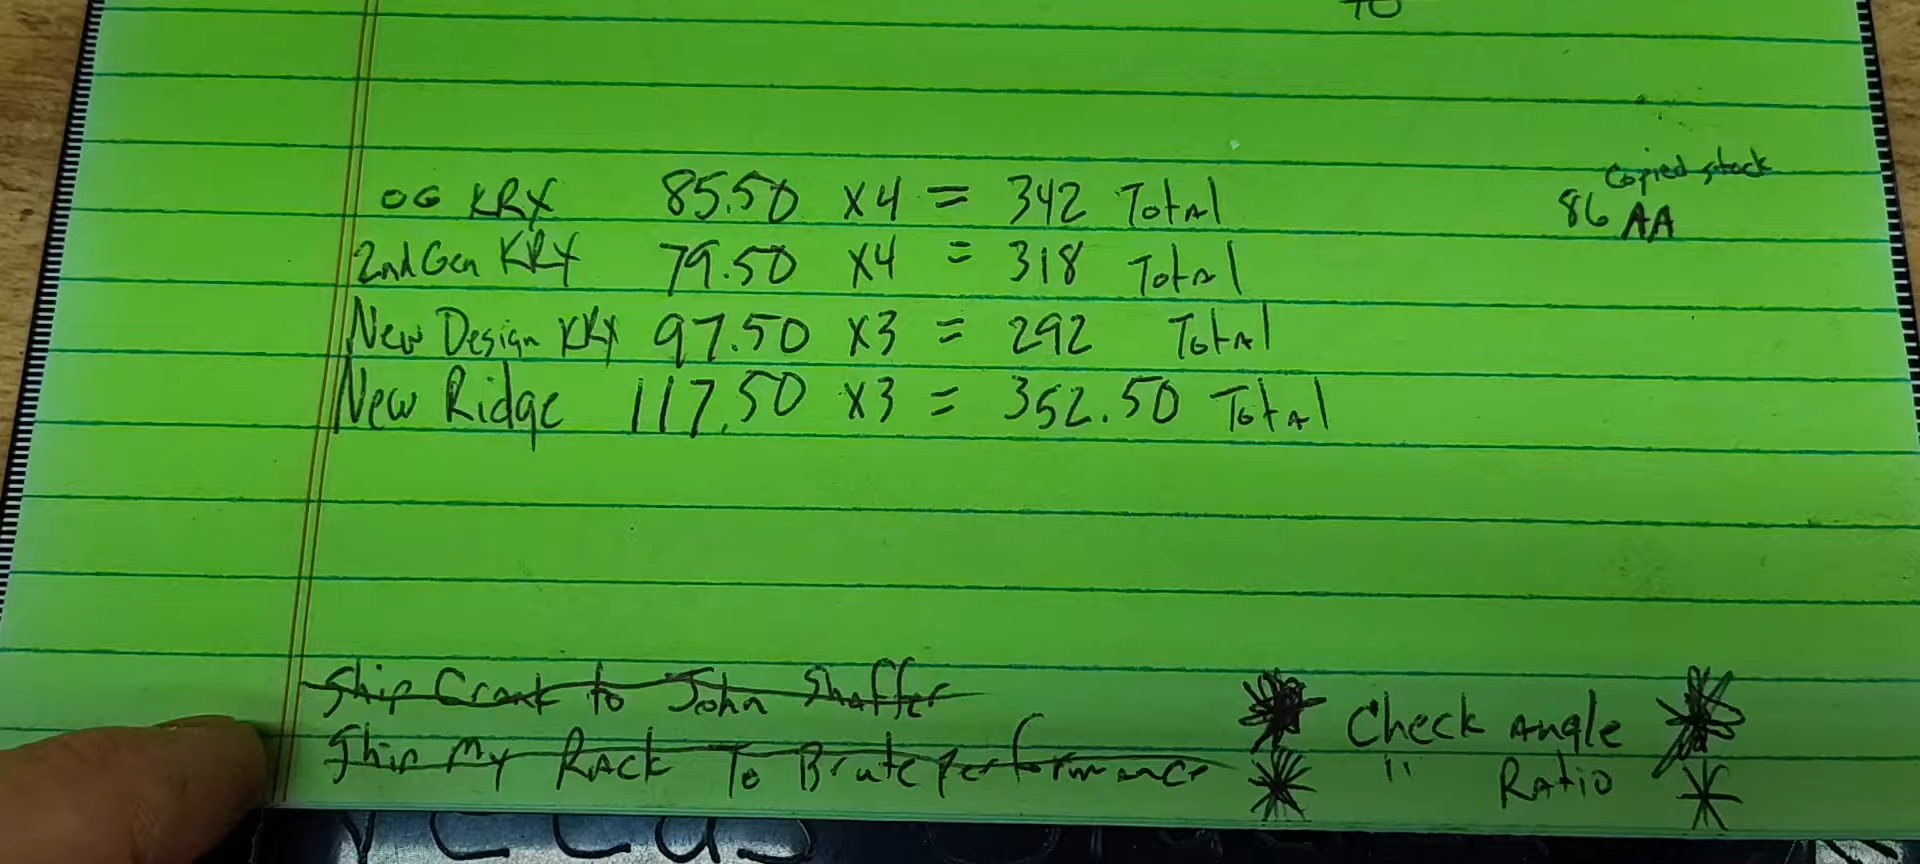 To
Copied stock
OG KRX 85.50 x4 = 342 Total 86 AA
2nd Gen KRX 79.50 x4 = 318 Total
New Design KRX 97.50 x3 = 292 Total
New Ridge 117.50 x3 = 352.50 Total
Ship Crank to John Shaffer
Ship My Rack To Brute performance
Check Angle
" Ratio